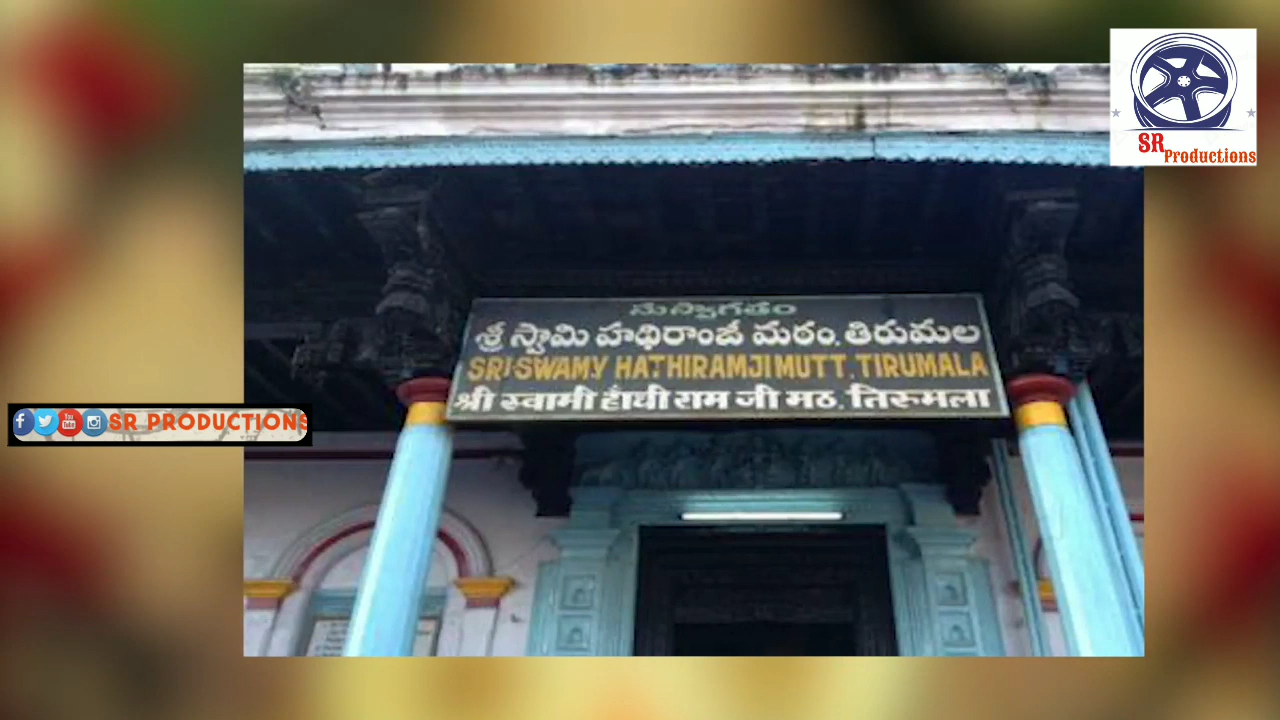 SR
Productions
సుస్వాగతం
శ్రీ స్వామి హథిరాంజీ మఠం. తిరుమల
SRI SWAMY HATHIRAMJI MUTT. TIRUMALA
श्री स्वामी हाँथी राम जी मठ. तिरुमला
SR PRODUCTIONS